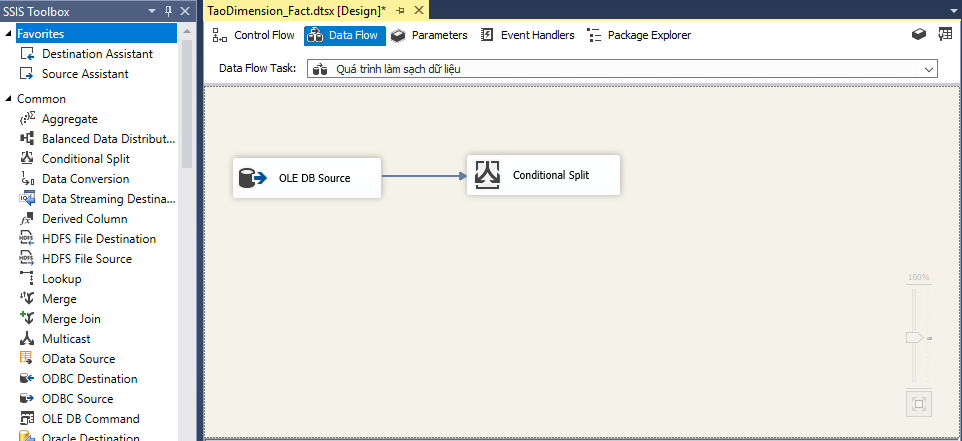 SSIS Toolbox
Favorites
Destination Assistant
Source Assistant
Common
Aggregate
Balanced Data Distribut...
Conditional Split
Data Conversion
Data Streaming Destina...
Derived Column
HDFS File Destination
HDFS File Source
Lookup
Merge
Merge Join
Multicast
OData Source
ODBC Destination
ODBC Source
OLE DB Command
Oracle Destination
TaoDimension_Fact.dtsx [Design]*
Control Flow
Data Flow
Parameters
Event Handlers
Package Explorer
Data Flow Task:
Quá trình làm sạch dữ liệu
OLE DB Source
Conditional Split
100%